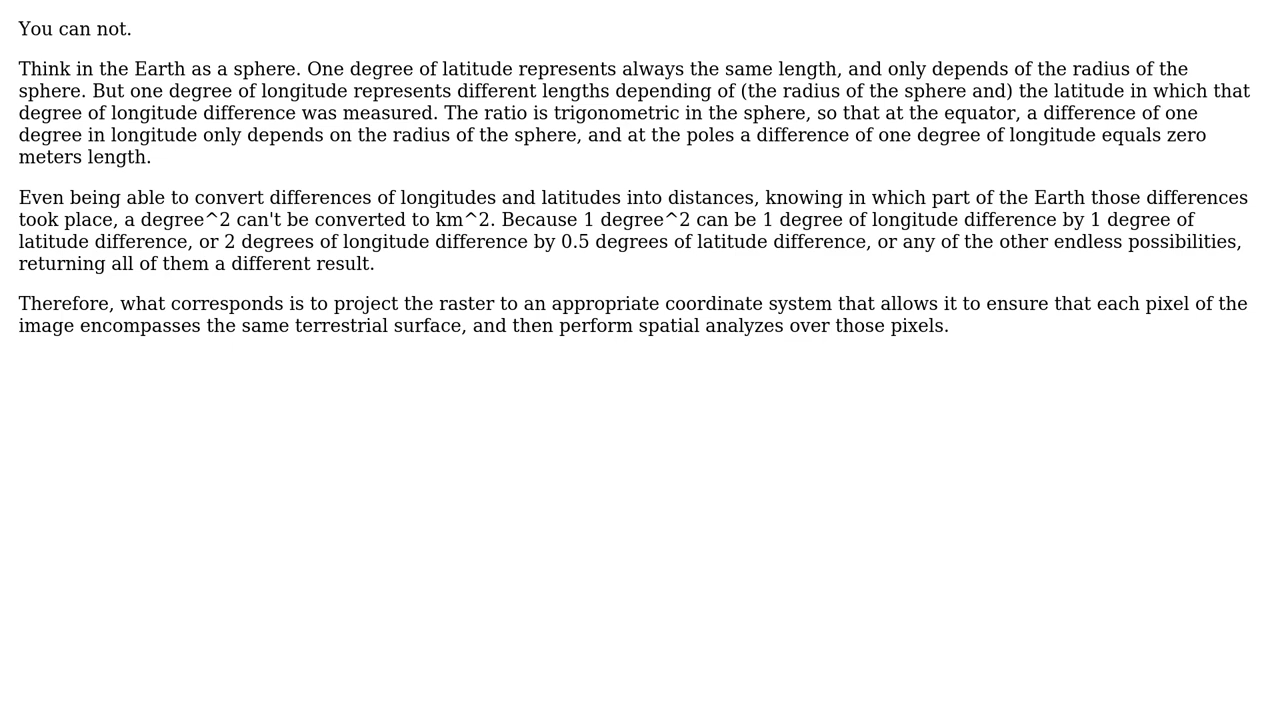 You can not.
Think in the Earth as a sphere. One degree of latitude represents always the same length, and only depends of the radius of the
sphere. But one degree of longitude represents different lengths depending of (the radius of the sphere and) the latitude in which that
degree of longitude difference was measured. The ratio is trigonometric in the sphere, so that at the equator, a difference of one
degree in longitude only depends on the radius of the sphere, and at the poles a difference of one degree of longitude equals zero
meters length.
Even being able to convert differences of longitudes and latitudes into distances, knowing in which part of the Earth those differences
took place, a degree^2 can't be converted to km^2. Because 1 degree^2 can be 1 degree of longitude difference by 1 degree of
latitude difference, or 2 degrees of longitude difference by 0.5 degrees of latitude difference, or any of the other endless possibilities,
returning all of them a different result.
Therefore, what corresponds is to project the raster to an appropriate coordinate system that allows it to ensure that each pixel of the
image encompasses the same terrestrial surface, and then perform spatial analyzes over those pixels.